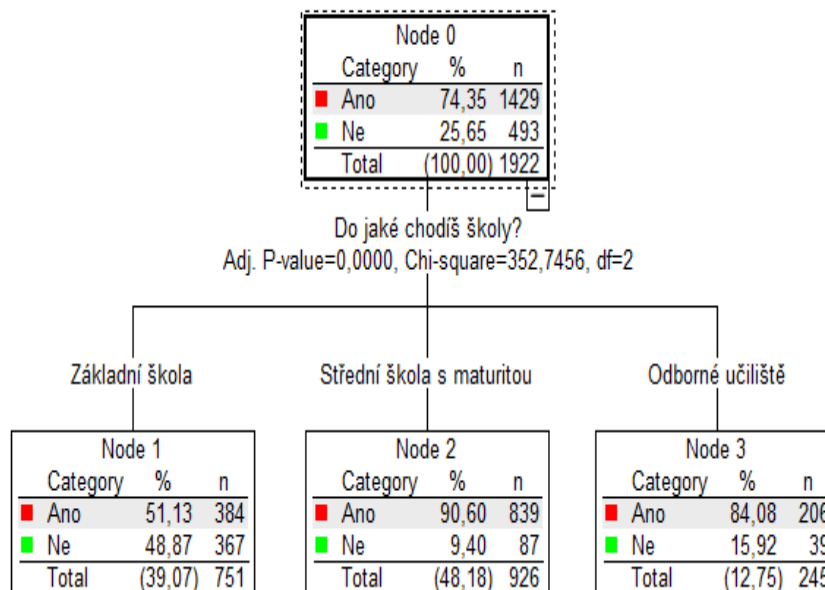 Node 0
Category % n
Ano 74,35 1429
Ne 25,65 493
Total (100,00) 1922
Do jaké chodíš školy?
Adj. P-value=0,0000, Chi-square=352,7456, df=2
Základní škola
Střední škola s maturitou
Odborné učiliště
Node 1
Category % n
Ano 51,13 384
Ne 48,87 367
Total (39,07) 751
Node 2
Category % n
Ano 90,60 839
Ne 9,40 87
Total (48,18) 926
Node 3
Category % n
Ano 84,08 206
Ne 15,92 39
Total (12,75) 245